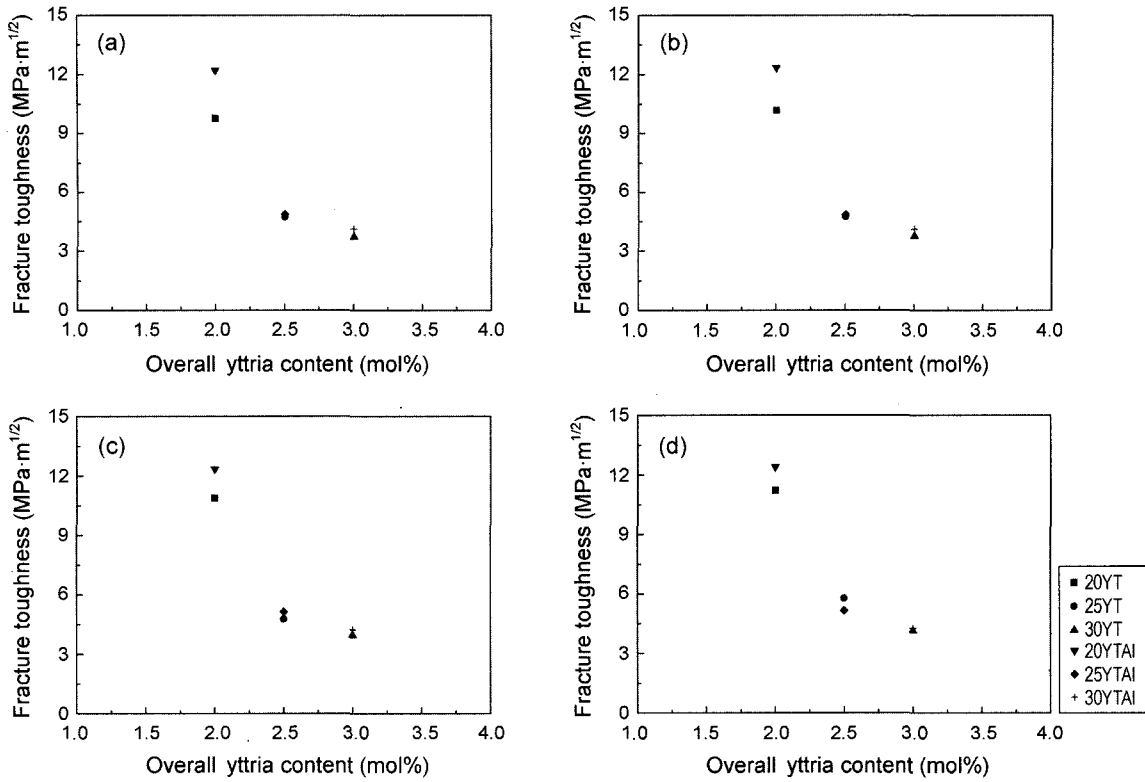 (a)
Fracture toughness (MPa·m^1/2)
15
12
9
6
3
0
1.0 1.5 2.0 2.5 3.0 3.5 4.0
Overall yttria content (mol%)
(b)
Fracture toughness (MPa·m^1/2)
15
12
9
6
3
0
1.0 1.5 2.0 2.5 3.0 3.5 4.0
Overall yttria content (mol%)
(c)
Fracture toughness (MPa·m^1/2)
15
12
9
6
3
0
1.0 1.5 2.0 2.5 3.0 3.5 4.0
Overall yttria content (mol%)
(d)
Fracture toughness (MPa·m^1/2)
15
12
9
6
3
0
1.0 1.5 2.0 2.5 3.0 3.5 4.0
Overall yttria content (mol%)
20YT
25YT
30YT
20YTAl
25YTAl
30YTAl